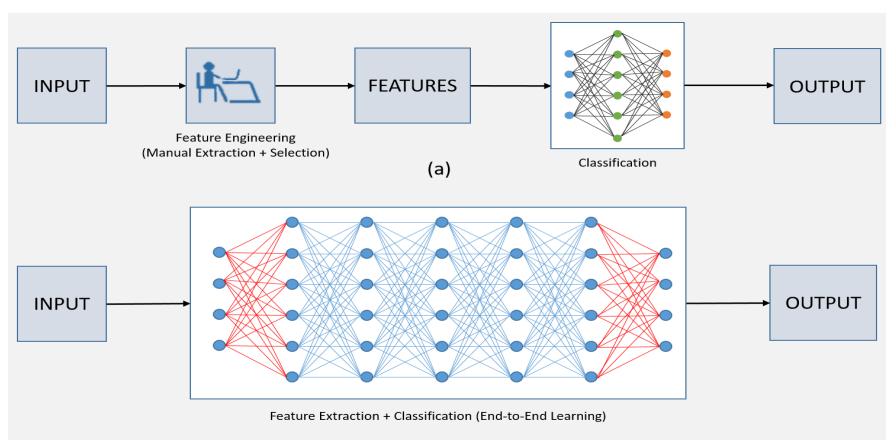 INPUT
Feature Engineering
(Manual Extraction + Selection)
FEATURES
Classification
OUTPUT
(a)
INPUT
Feature Extraction + Classification (End-to-End Learning)
OUTPUT